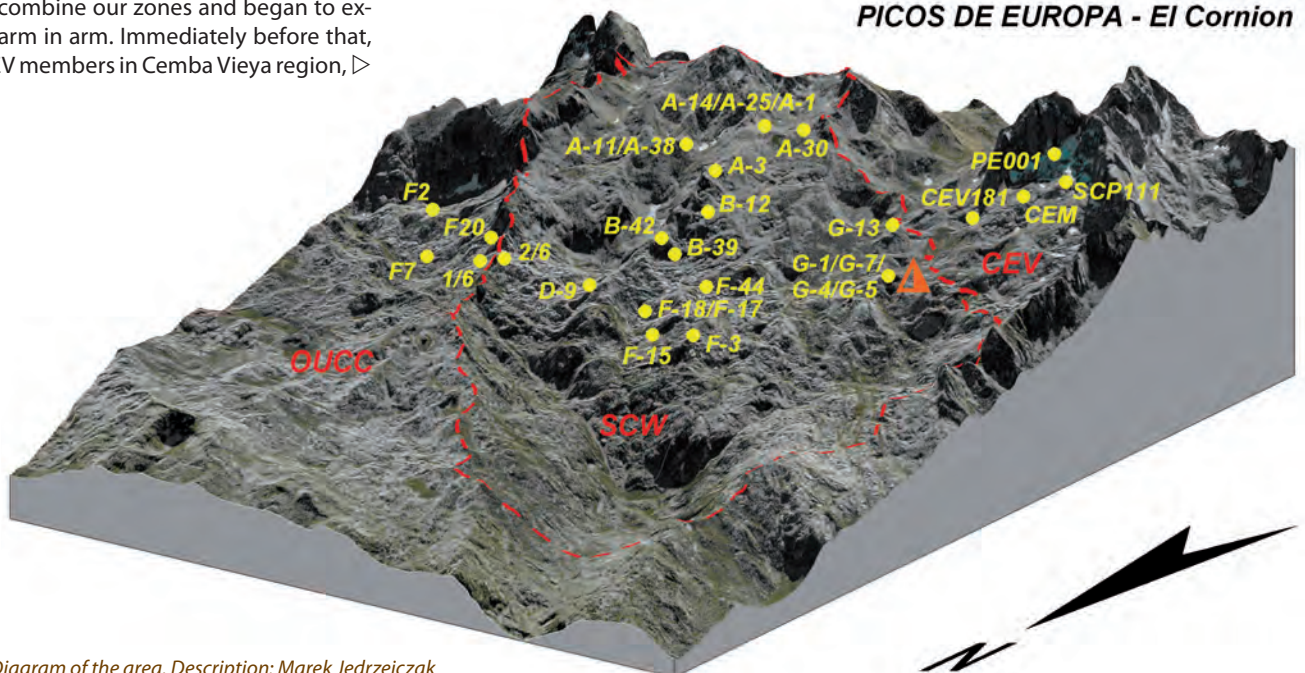 combine our zones and began to ex-
arm in arm. Immediately before that,
V members in Cemba Vieya region, ▷
PICOS DE EUROPA - El Cornion
A-14/A-25/A-1
A-11/A-38
A-30
A-3
PE001
F2
SCP111
CEV181
CEM
B-12
F20
B-42
G-13
2/6
B-39
F7
1/6
G-1/G-7/
G-4/G-5
CEV
D-9
F-44
F-18/F-17
F-15
F-3
OUCC
SCW
N
Diagram of the area. Description: Marek Jedrzejczak